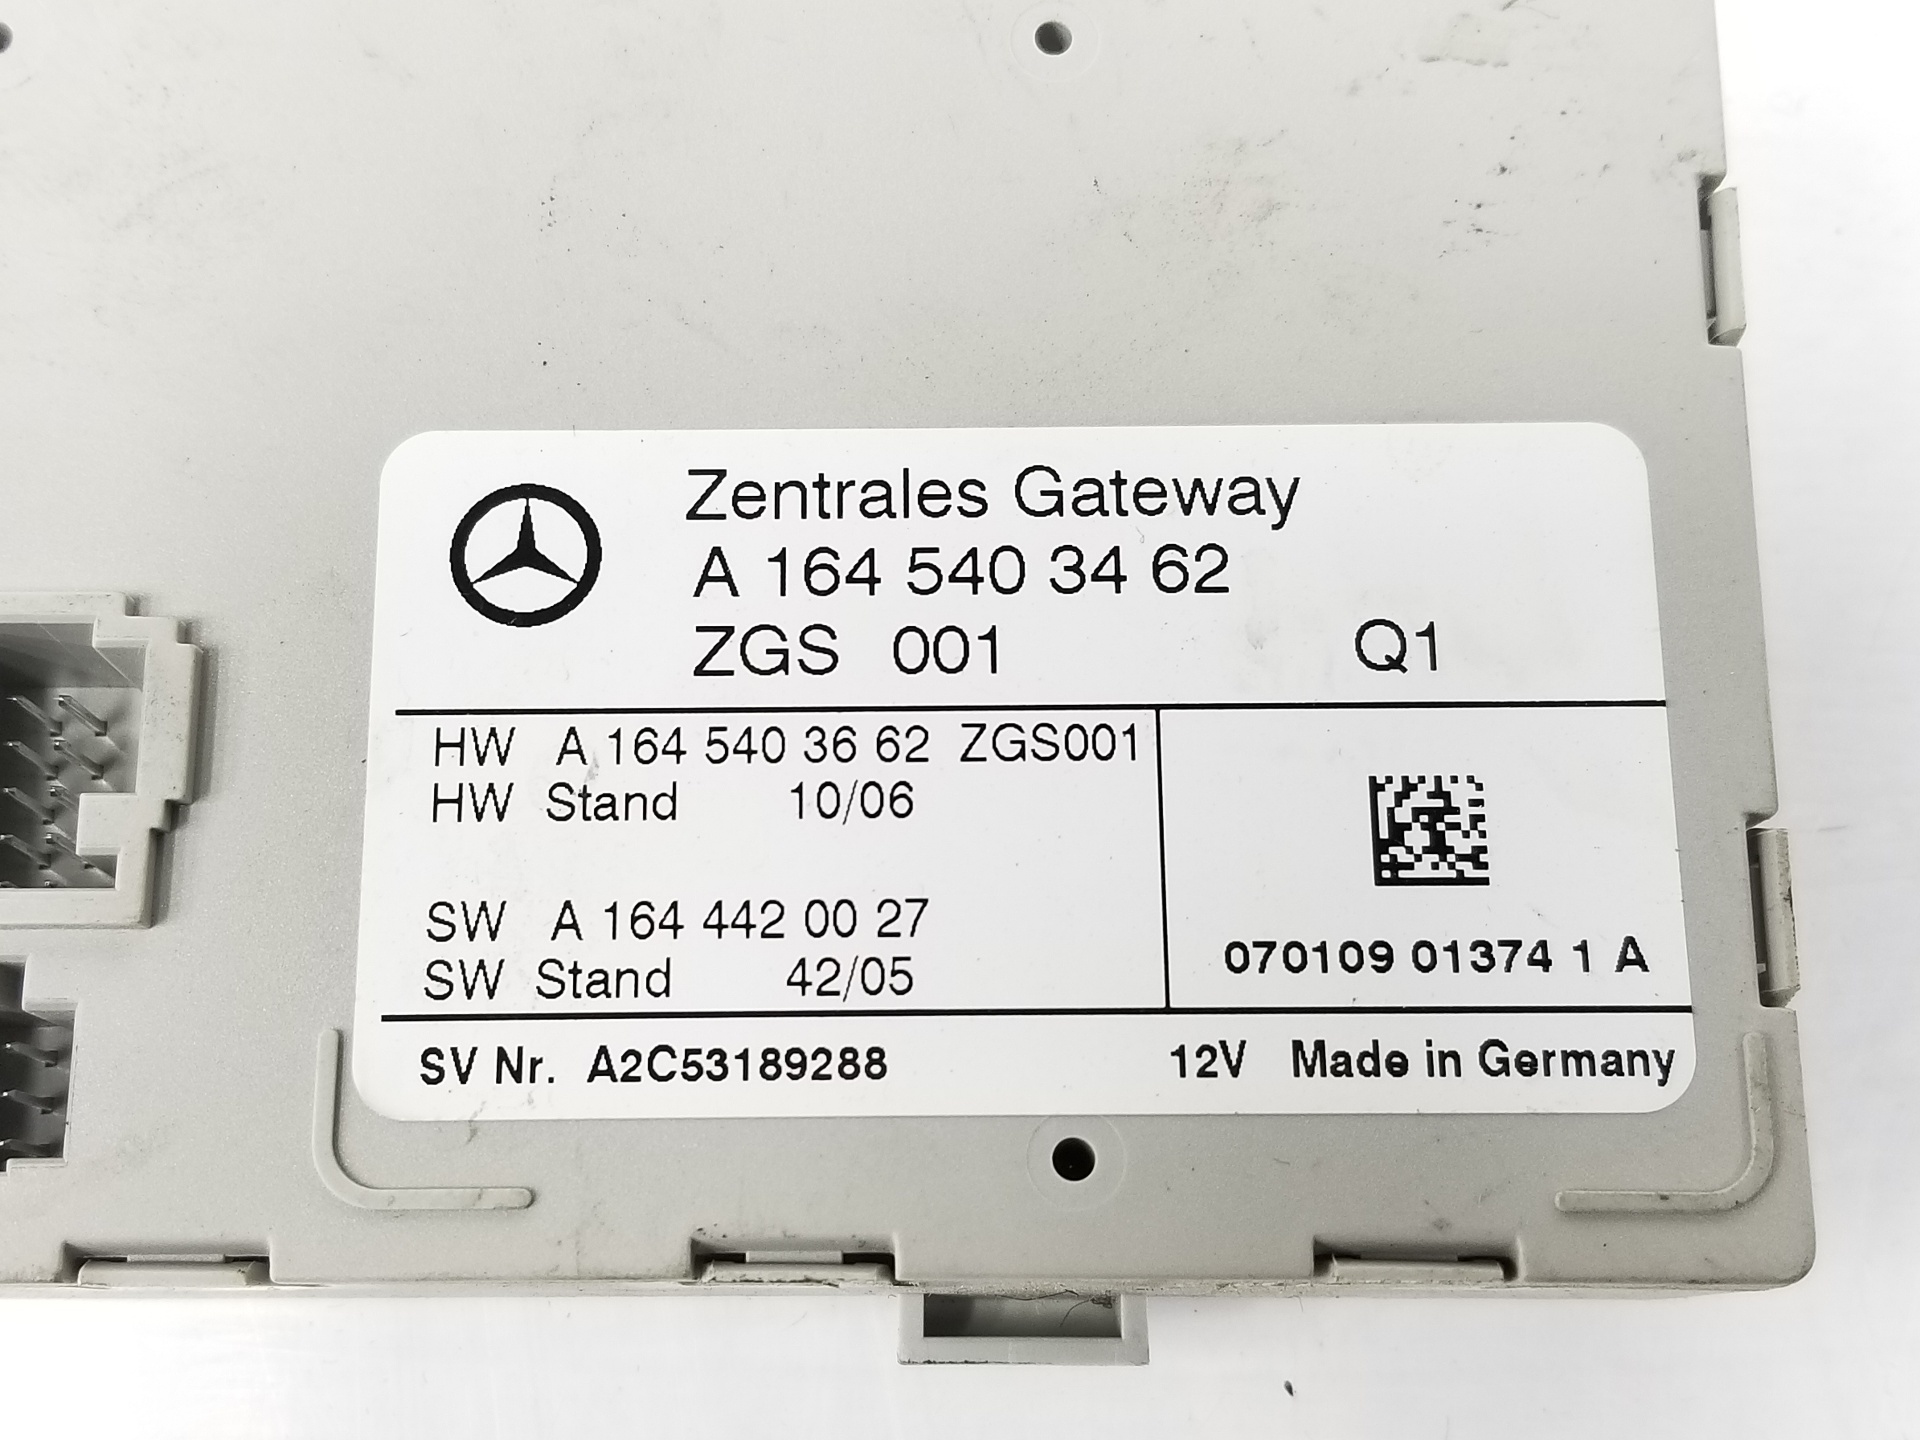 Zentrales Gateway
A 164 540 34 62
ZGS 001 Q1
HW A 164 540 36 62 ZGS001
HW Stand 10/06
SW A 164 442 00 27
SW Stand 42/05
070109 01374 1 A
SV Nr. A2C53189288 12V Made in Germany